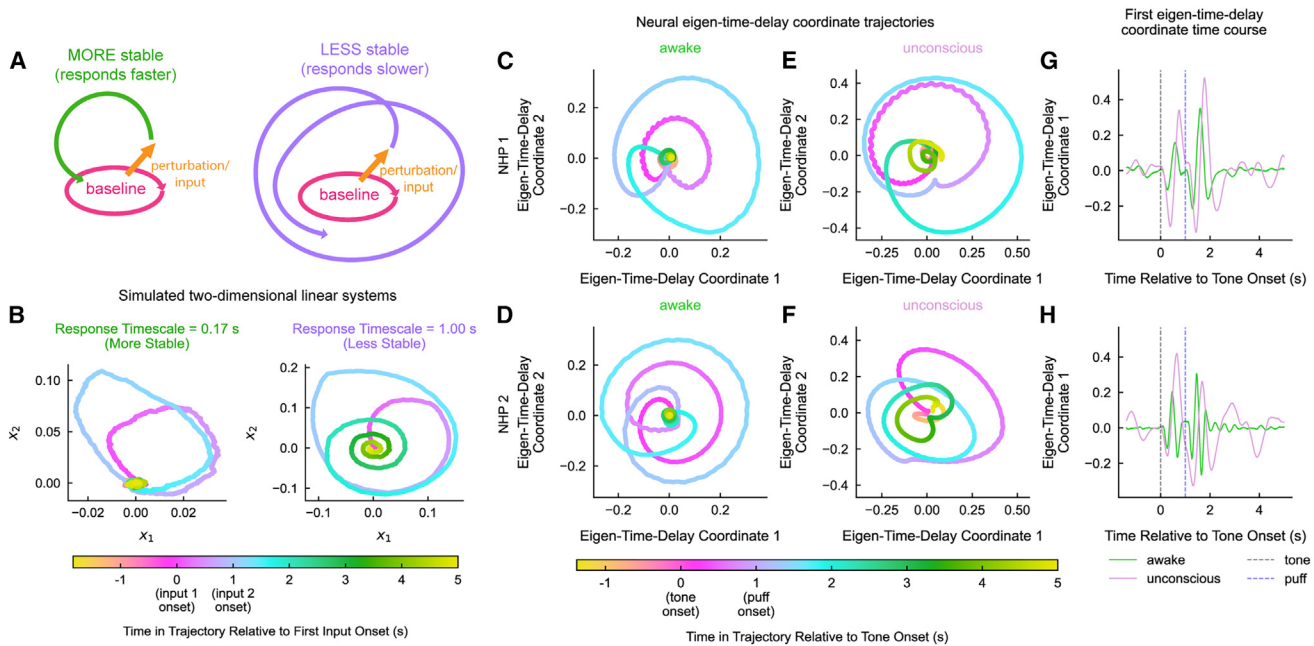 A
MORE stable
(responds faster)
baseline
perturbation/
input
LESS stable
(responds slower)
baseline
perturbation/
input
Simulated two-dimensional linear systems
B
Response Timescale = 0.17 s
(More Stable)
0.10
0.05
0.00
x2
−0.02
0.00
0.02
x1
Response Timescale = 1.00 s
(Less Stable)
0.2
0.1
0.0
−0.1
x2
−0.1
0.0
0.1
x1
-1
0
1
2
3
4
5
(input 1
onset)
(input 2
onset)
Time in Trajectory Relative to First Input Onset (s)
Neural eigen-time-delay coordinate trajectories
C
awake
NHP 1
Eigen-Time-Delay
Coordinate 2
0.2
0.0
−0.2
−0.2
0.0
0.2
Eigen-Time-Delay Coordinate 1
E
unconscious
Eigen-Time-Delay
Coordinate 2
0.4
0.2
0.0
−0.2
−0.4
−0.25
0.00
0.25
0.50
Eigen-Time-Delay Coordinate 1
D
awake
NHP 2
Eigen-Time-Delay
Coordinate 2
0.2
0.0
−0.2
−0.2
0.0
0.2
Eigen-Time-Delay Coordinate 1
F
unconscious
Eigen-Time-Delay
Coordinate 2
0.4
0.2
0.0
−0.2
−0.4
−0.25
0.00
0.25
0.50
Eigen-Time-Delay Coordinate 1
-1
0
1
2
3
4
5
(tone
onset)
(puff
onset)
Time in Trajectory Relative to Tone Onset (s)
First eigen-time-delay
coordinate time course
G
Eigen-Time-Delay
Coordinate 1
0.4
0.2
0.0
−0.2
0
2
4
Time Relative to Tone Onset (s)
H
Eigen-Time-Delay
Coordinate 1
0.4
0.2
0.0
−0.2
0
2
4
Time Relative to Tone Onset (s)
awake
unconscious
tone
puff